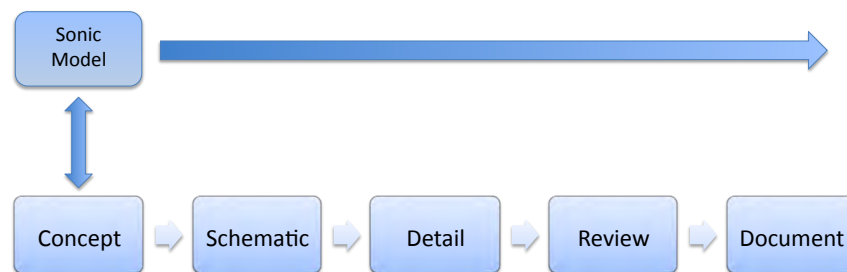 Sonic
Model
Concept
Schematic
Detail
Review
Document